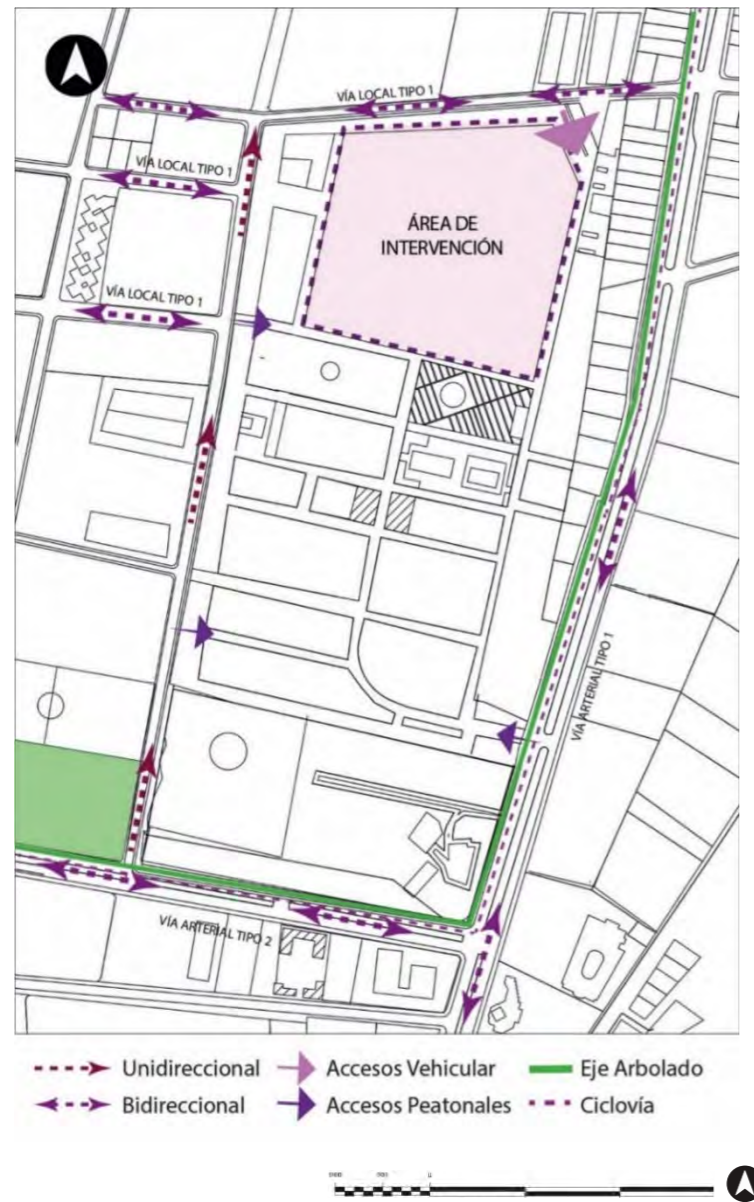 VÍA LOCAL TIPO 1
VÍA LOCAL TIPO 1
ÁREA DE
INTERVENCIÓN
VÍA LOCAL TIPO 1
VÍA ARTERIAL TIPO 1
VÍA ARTERIAL TIPO 2
Unidireccional
Accesos Vehicular
Eje Arbolado
Bidireccional
Accesos Peatonales
Ciclovía